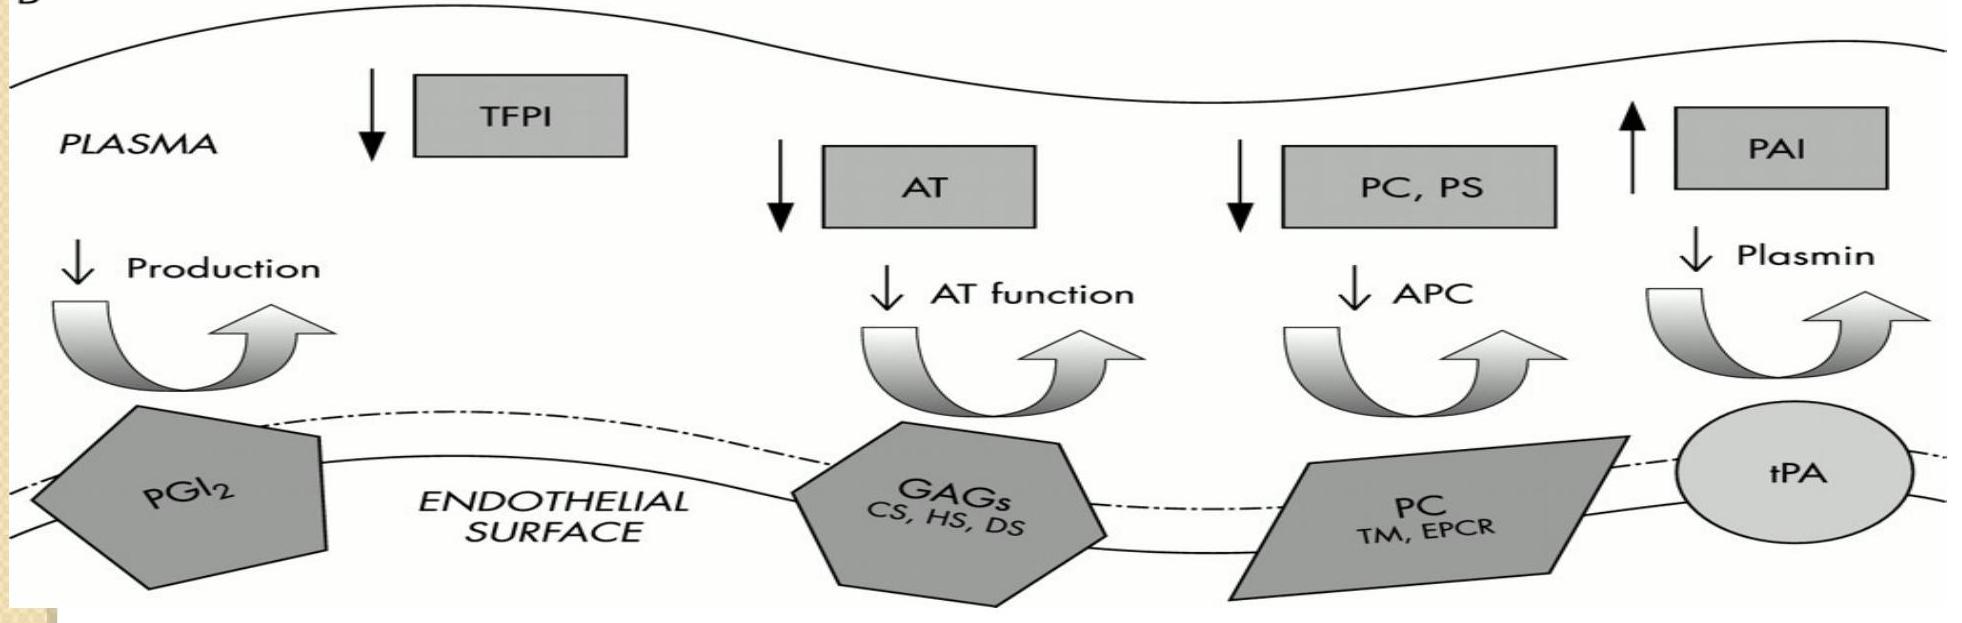 TFPI
PLASMA
AT
PC, PS
PAI
Production
AT function
APC
Plasmin
PGI₂
ENDOTHELIAL
SURFACE
GAGs
CS, HS, DS
PC
TM, EPCR
tPA